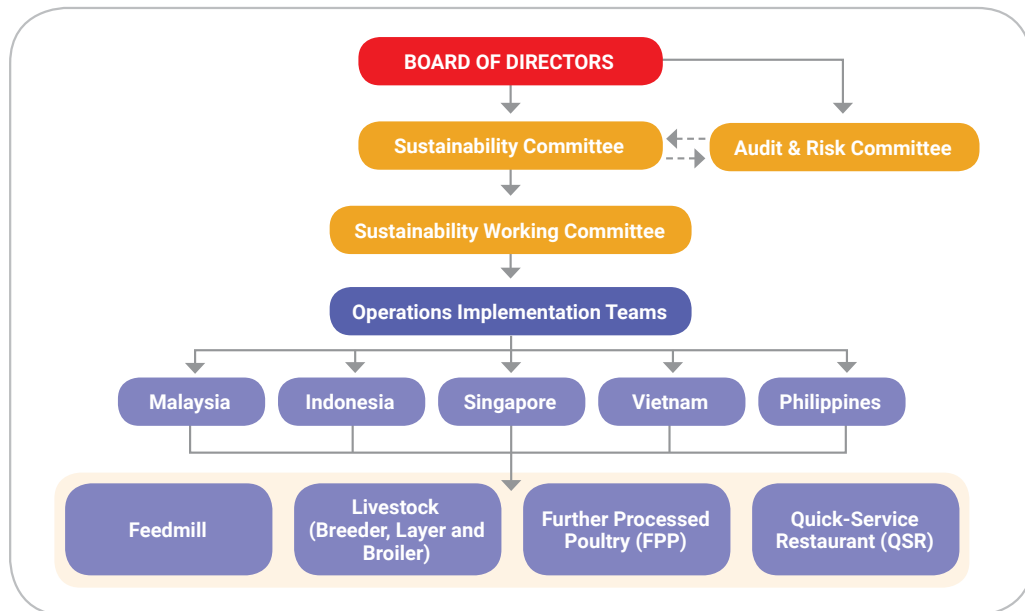 BOARD OF DIRECTORS
Sustainability Committee
Audit & Risk Committee
Sustainability Working Committee
Operations Implementation Teams
Malaysia
Indonesia
Singapore
Vietnam
Philippines
Feedmill
Livestock
(Breeder, Layer and
Broiler)
Further Processed
Poultry (FPP)
Quick-Service
Restaurant (QSR)